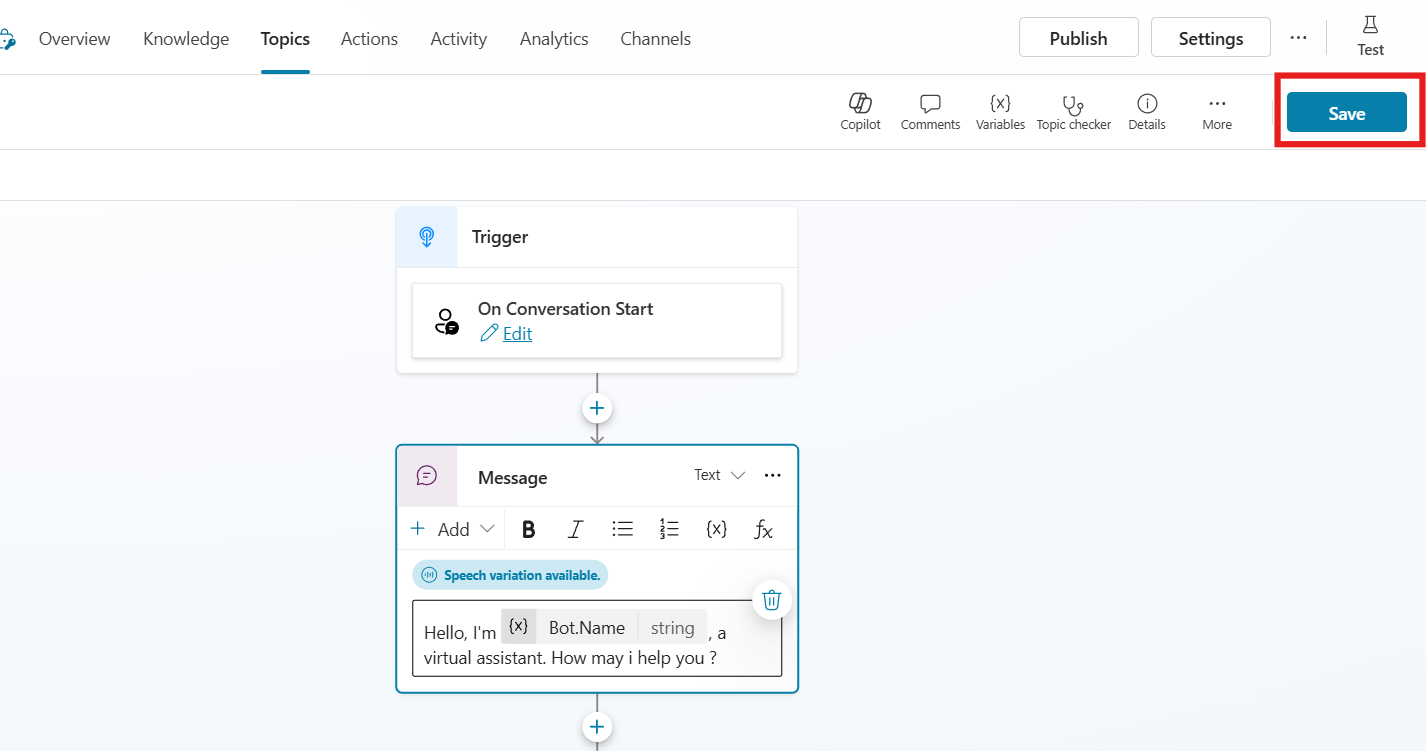 Overview Knowledge Topics Actions Activity Analytics Channels Publish Settings ... Test
Copilot Comments {x} Variables Topic checker Details ... More Save
Trigger
On Conversation Start
Edit
Message Text ...
+ Add B I {x} fx
Speech variation available.
Hello, I'm {x} Bot.Name string , a
virtual assistant. How may i help you ?